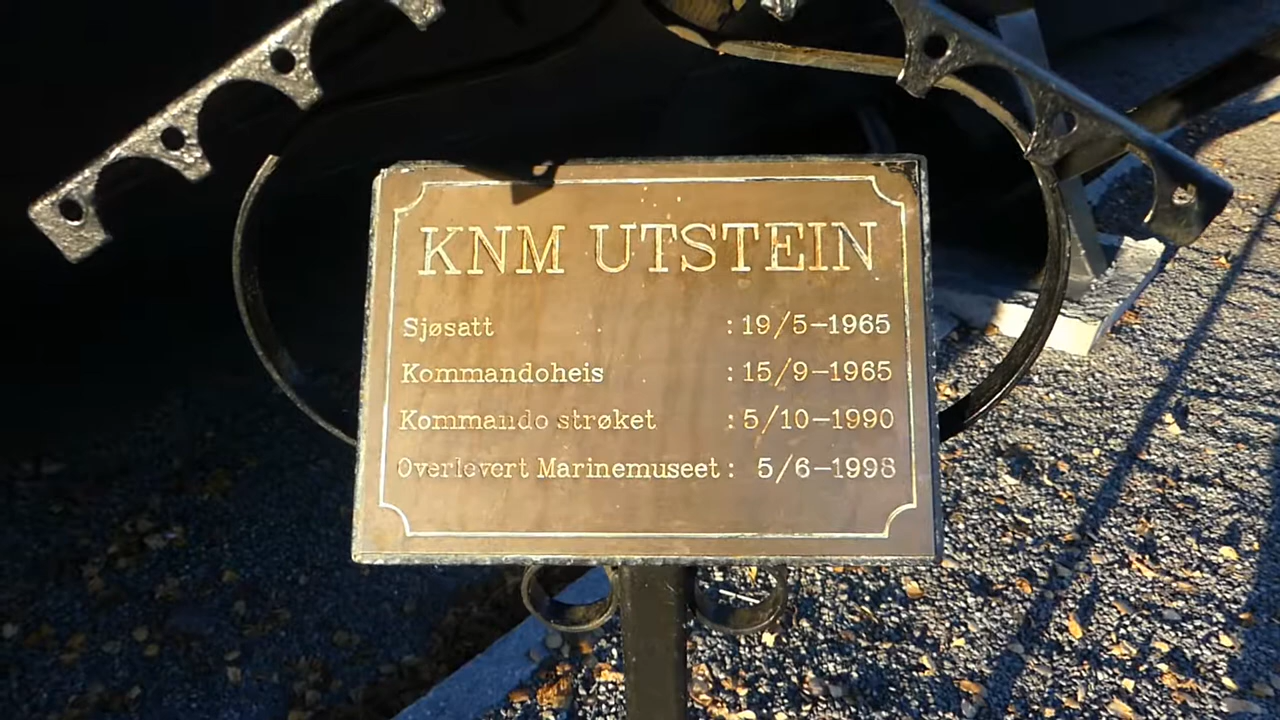 KNM UTSTEIN
Sjøsatt : 19/5-1965
Kommandoheis : 15/9-1965
Kommando strøket : 5/10-1990
Overlevert Marinemuseet : 5/6-1998